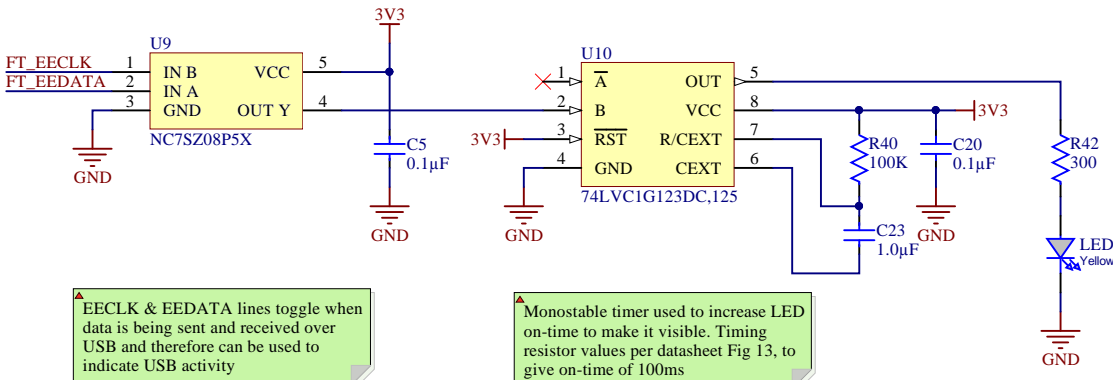 3V3
U9
FT_EECLK 1 IN B VCC 5
FT_EEDATA 2 IN A
3 GND OUT Y 4
NC7SZ08P5X
GND
C5
0.1µF
GND
U10
1 A OUT 5
2 B VCC 8 3V3
3V3 3 RST R/CEXT 7
4 GND CEXT 6
74LVC1G123DC,125
GND
R40
100K
C20
0.1µF
GND
C23
1.0µF
R42
300
LED
Yellow
GND
EECLK & EEDATA lines toggle when
data is being sent and received over
USB and therefore can be used to
indicate USB activity
Monostable timer used to increase LED
on-time to make it visible. Timing
resistor values per datasheet Fig 13, to
give on-time of 100ms